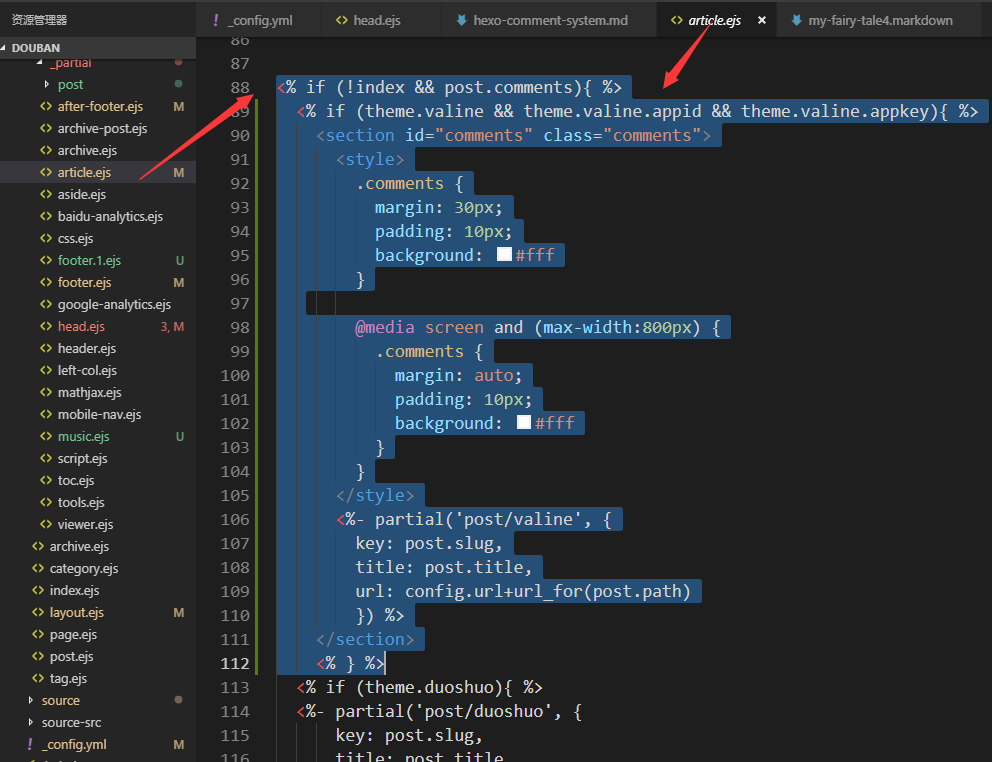 资源管理器
DOUBAN
_partial
post
after-footer.ejs M
archive-post.ejs
archive.ejs
article.ejs M
aside.ejs
baidu-analytics.ejs
css.ejs
footer.1.ejs U
footer.ejs M
google-analytics.ejs
head.ejs 3, M
header.ejs
left-col.ejs
mathjax.ejs
mobile-nav.ejs
music.ejs U
script.ejs
toc.ejs
tools.ejs
viewer.ejs
archive.ejs
category.ejs
index.ejs
layout.ejs M
page.ejs
post.ejs
tag.ejs
source
source-src
! _config.yml M
! _config.yml <> head.ejs hexo-comment-system.md <> article.ejs × my-fairy-tale4.markdown
86
87
88 <% if (!index && post.comments){ %>
89 <% if (theme.valine && theme.valine.appid && theme.valine.appkey){ %>
90 <section id="comments" class="comments">
91 <style>
92 .comments {
93 margin: 30px;
94 padding: 10px;
95 background: #fff
96 }
97
98 @media screen and (max-width:800px) {
99 .comments {
100 margin: auto;
101 padding: 10px;
102 background: #fff
103 }
104 }
105 </style>
106 <%- partial('post/valine', {
107 key: post.slug,
108 title: post.title,
109 url: config.url+url_for(post.path)
110 }) %>
111 </section>
112 <% } %>
113 <% if (theme.duoshuo){ %>
114 <%- partial('post/duoshuo', {
115 key: post.slug,
116 title: post.title